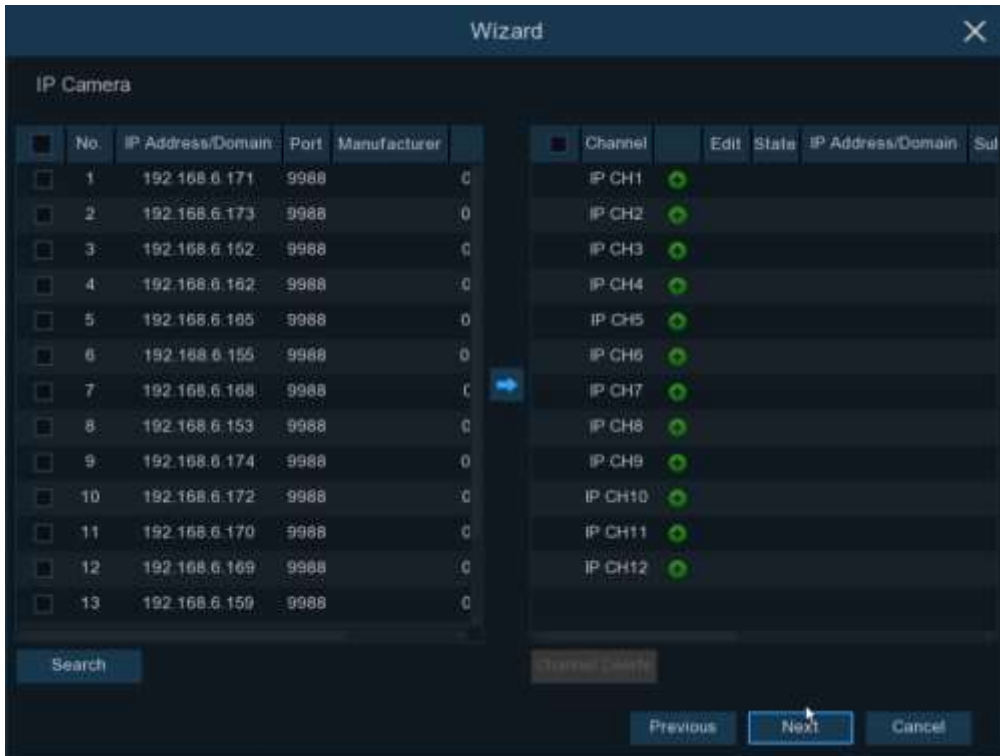 Wizard
IP Camera
No. IP Address/Domain Port Manufacturer
1 192.168.6.171 9988
2 192.168.6.173 9988
3 192.168.6.152 9988
4 192.168.6.162 9988
5 192.168.6.165 9988
6 192.168.6.155 9988
7 192.168.6.168 9988
8 192.168.6.153 9988
9 192.168.6.174 9988
10 192.168.6.172 9988
11 192.168.6.170 9988
12 192.168.6.169 9988
13 192.168.6.159 9988
Search
Channel Edit State IP Address/Domain Sul
IP CH1
IP CH2
IP CH3
IP CH4
IP CH5
IP CH6
IP CH7
IP CH8
IP CH9
IP CH10
IP CH11
IP CH12
Channel Delete
Previous Next Cancel